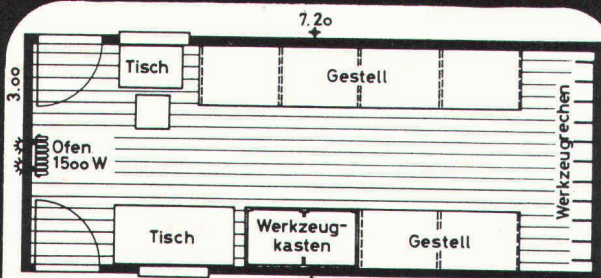 7.20
3.00
Tisch
Gestell
Ofen
1500 W
Werkzeugrechen
Tisch
Werkzeug-
kasten
Gestell